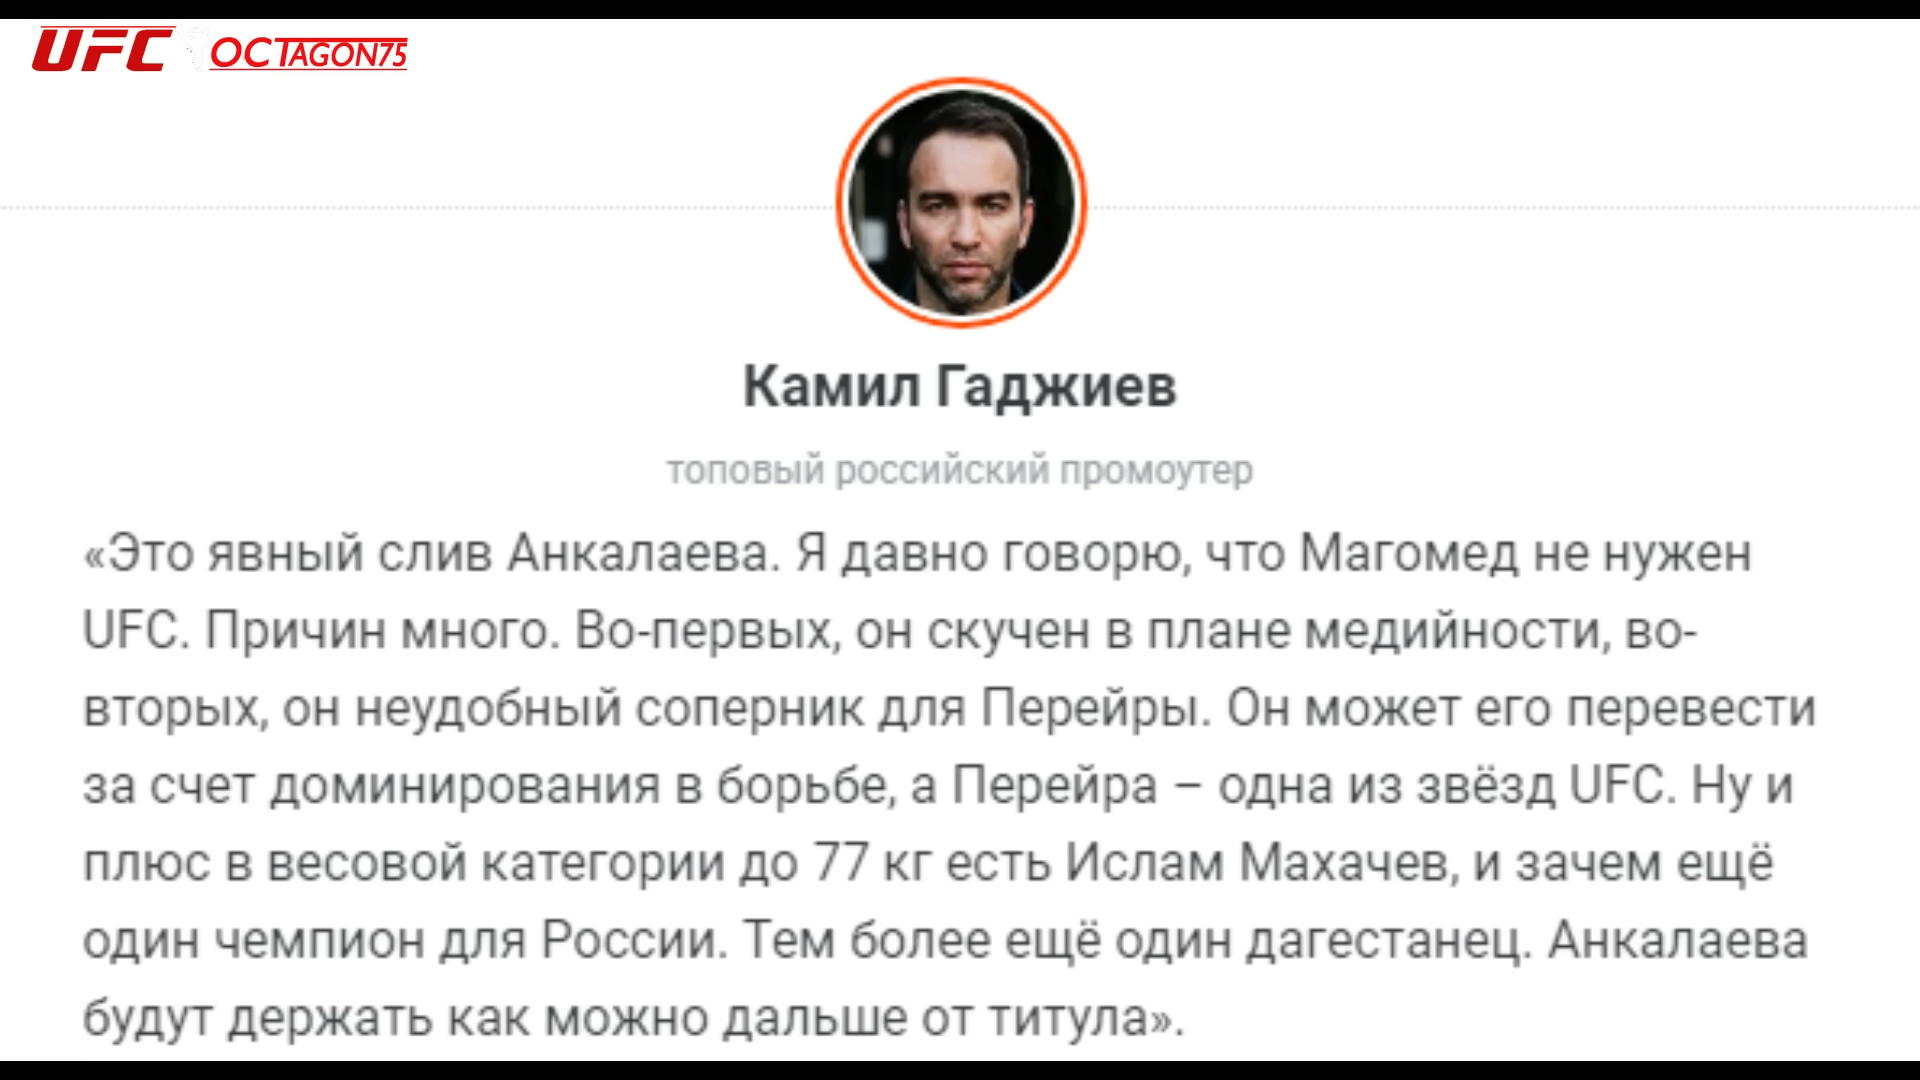 UFC OCTAGON75
Камил Гаджиев
топовый российский промоутер
«Это явный слив Анкалаева. Я давно говорю, что Магомед не нужен
UFC. Причин много. Во-первых, он скучен в плане медийности, во-
вторых, он неудобный соперник для Перейры. Он может его перевести
за счет доминирования в борьбе, а Перейра – одна из звёзд UFC. Ну и
плюс в весовой категории до 77 кг есть Ислам Махачев, и зачем ещё
один чемпион для России. Тем более ещё один дагестанец. Анкалаева
будут держать как можно дальше от титула».